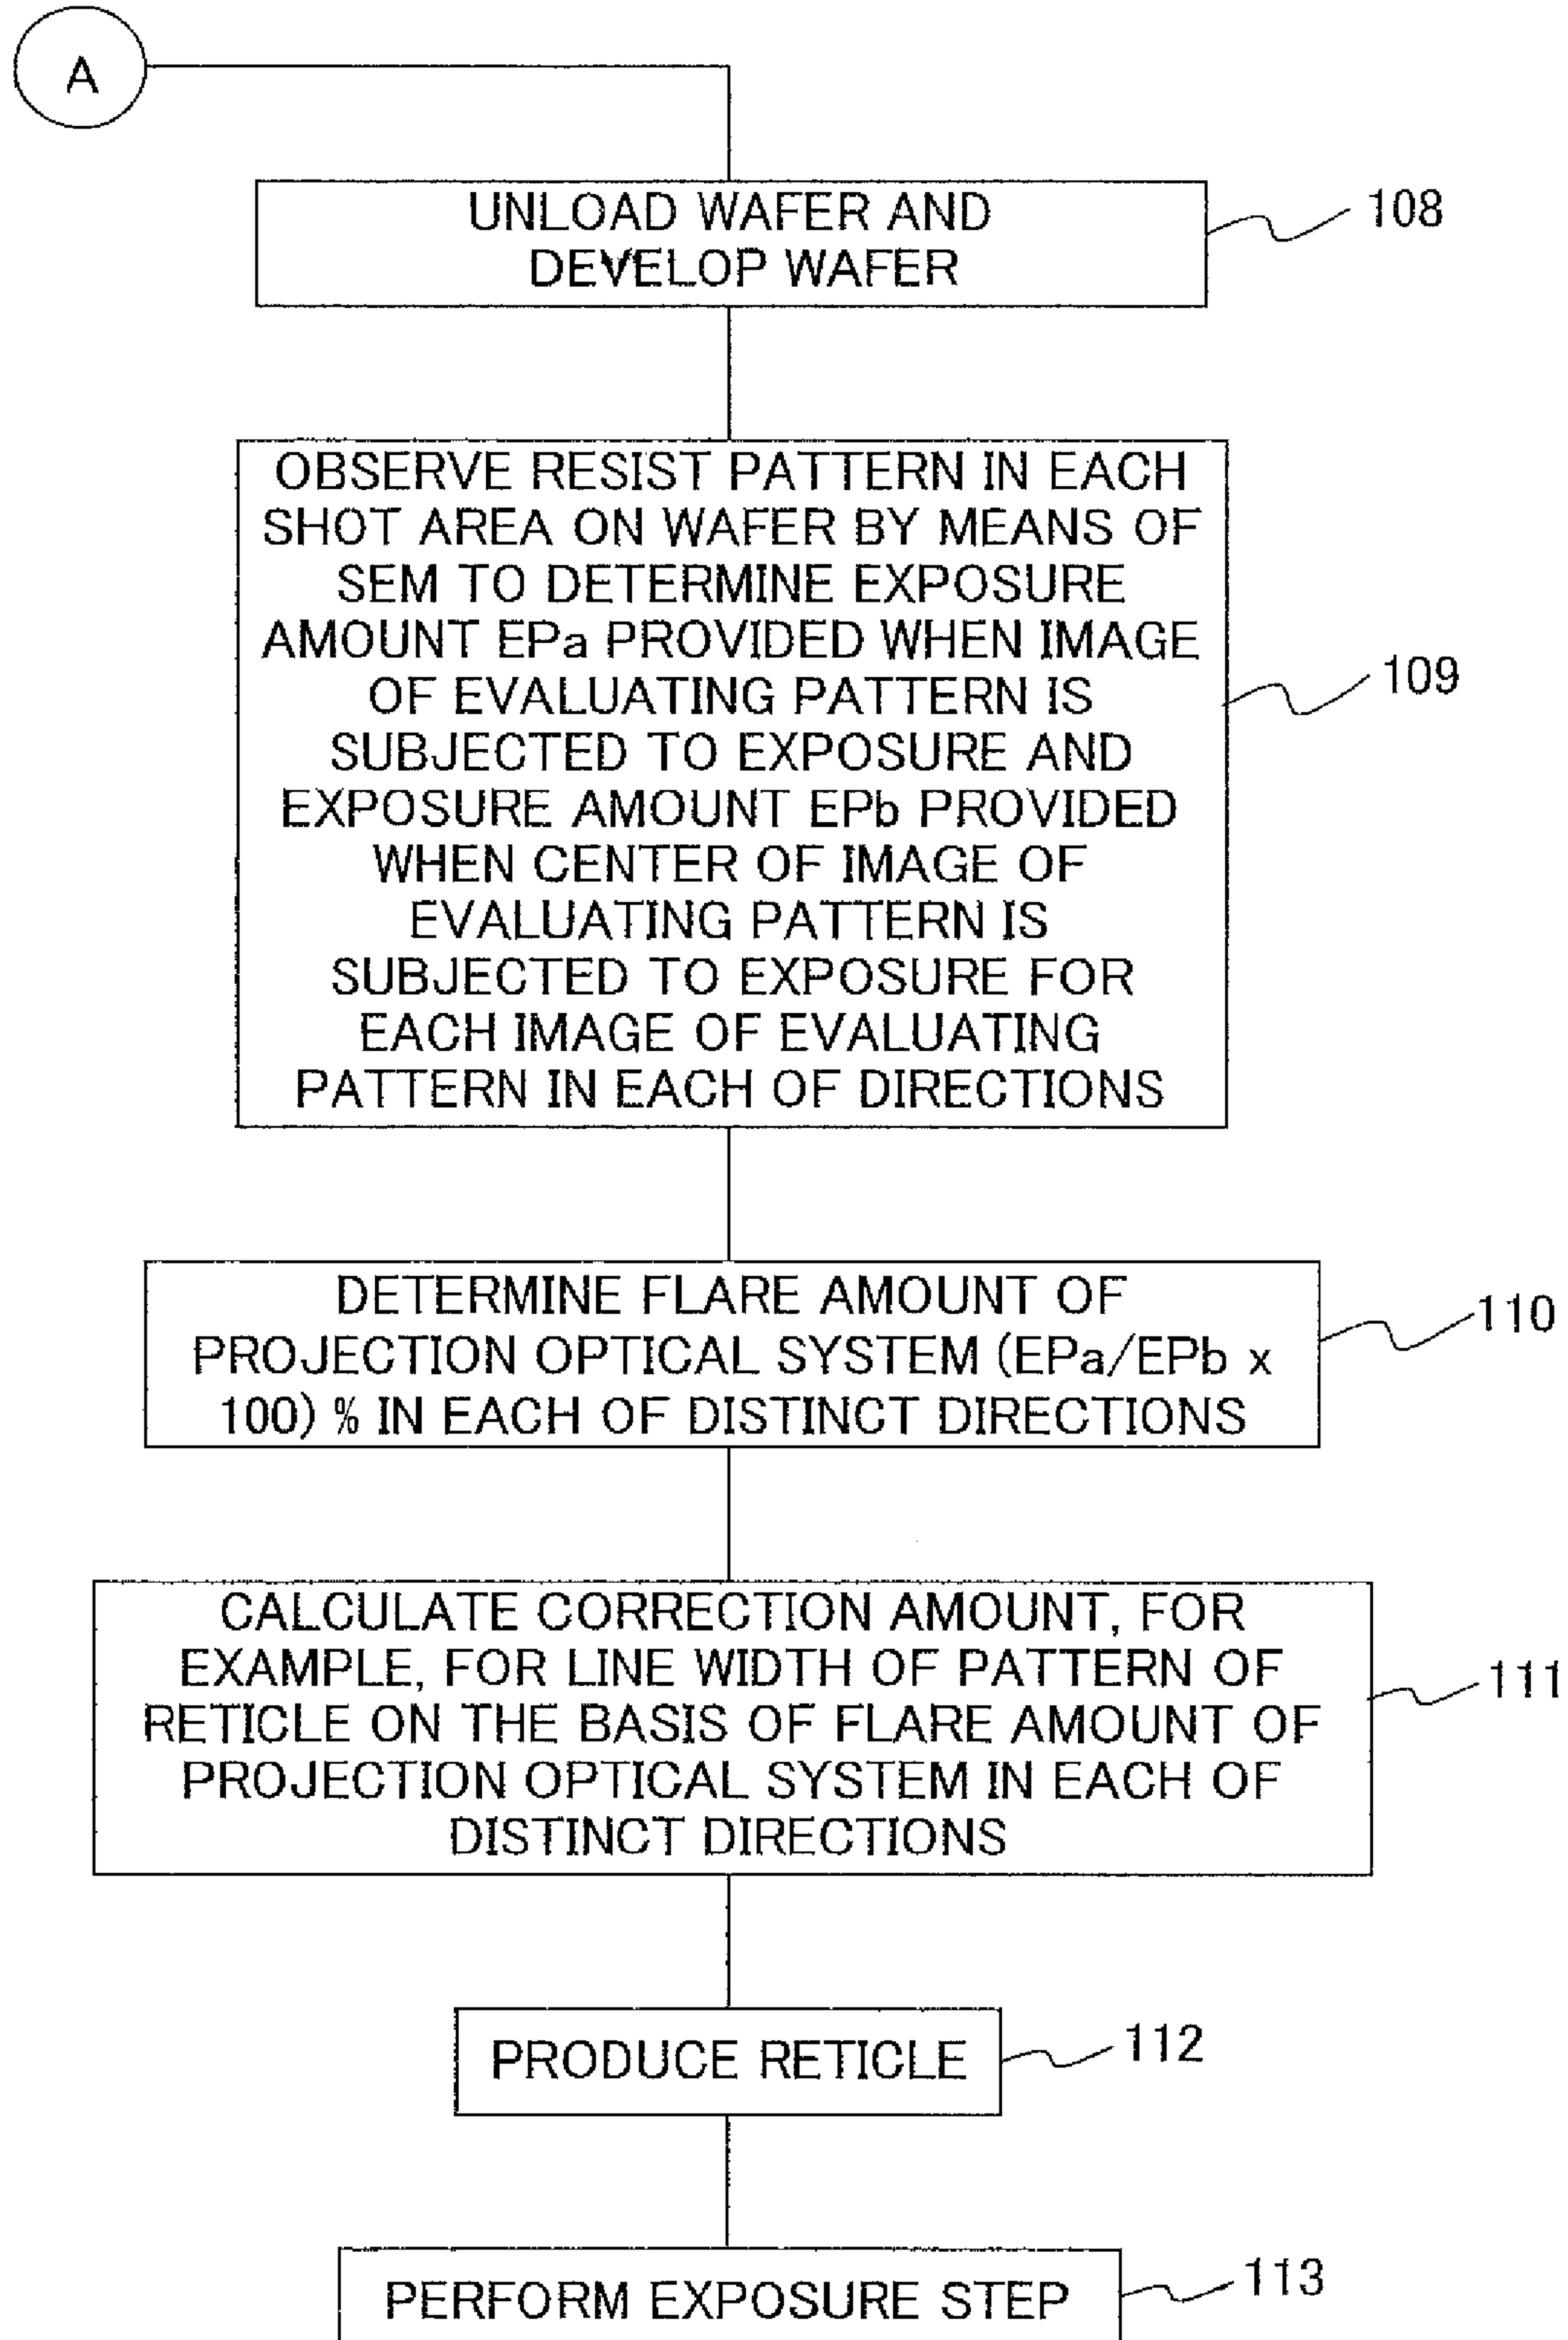 A
UNLOAD WAFER AND
DEVELOP WAFER
108
OBSERVE RESIST PATTERN IN EACH
SHOT AREA ON WAFER BY MEANS OF
SEM TO DETERMINE EXPOSURE
AMOUNT EPa PROVIDED WHEN IMAGE
OF EVALUATING PATTERN IS
SUBJECTED TO EXPOSURE AND
EXPOSURE AMOUNT EPb PROVIDED
WHEN CENTER OF IMAGE OF
EVALUATING PATTERN IS
SUBJECTED TO EXPOSURE FOR
EACH IMAGE OF EVALUATING
PATTERN IN EACH OF DIRECTIONS
109
DETERMINE FLARE AMOUNT OF
PROJECTION OPTICAL SYSTEM (EPa/EPb x
100) % IN EACH OF DISTINCT DIRECTIONS
110
CALCULATE CORRECTION AMOUNT, FOR
EXAMPLE, FOR LINE WIDTH OF PATTERN OF
RETICLE ON THE BASIS OF FLARE AMOUNT OF
PROJECTION OPTICAL SYSTEM IN EACH OF
DISTINCT DIRECTIONS
111
PRODUCE RETICLE
112
PERFORM EXPOSURE STEP
113